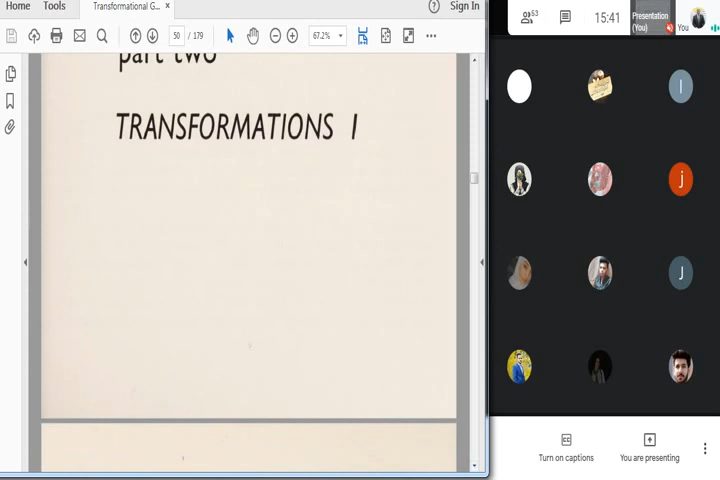 Home Tools Transformational G... × ? Sign In
50 / 179 67.2%
part two
TRANSFORMATIONS I
53 15:41 Presentation (You) You
I
j
J
CC
Turn on captions You are presenting